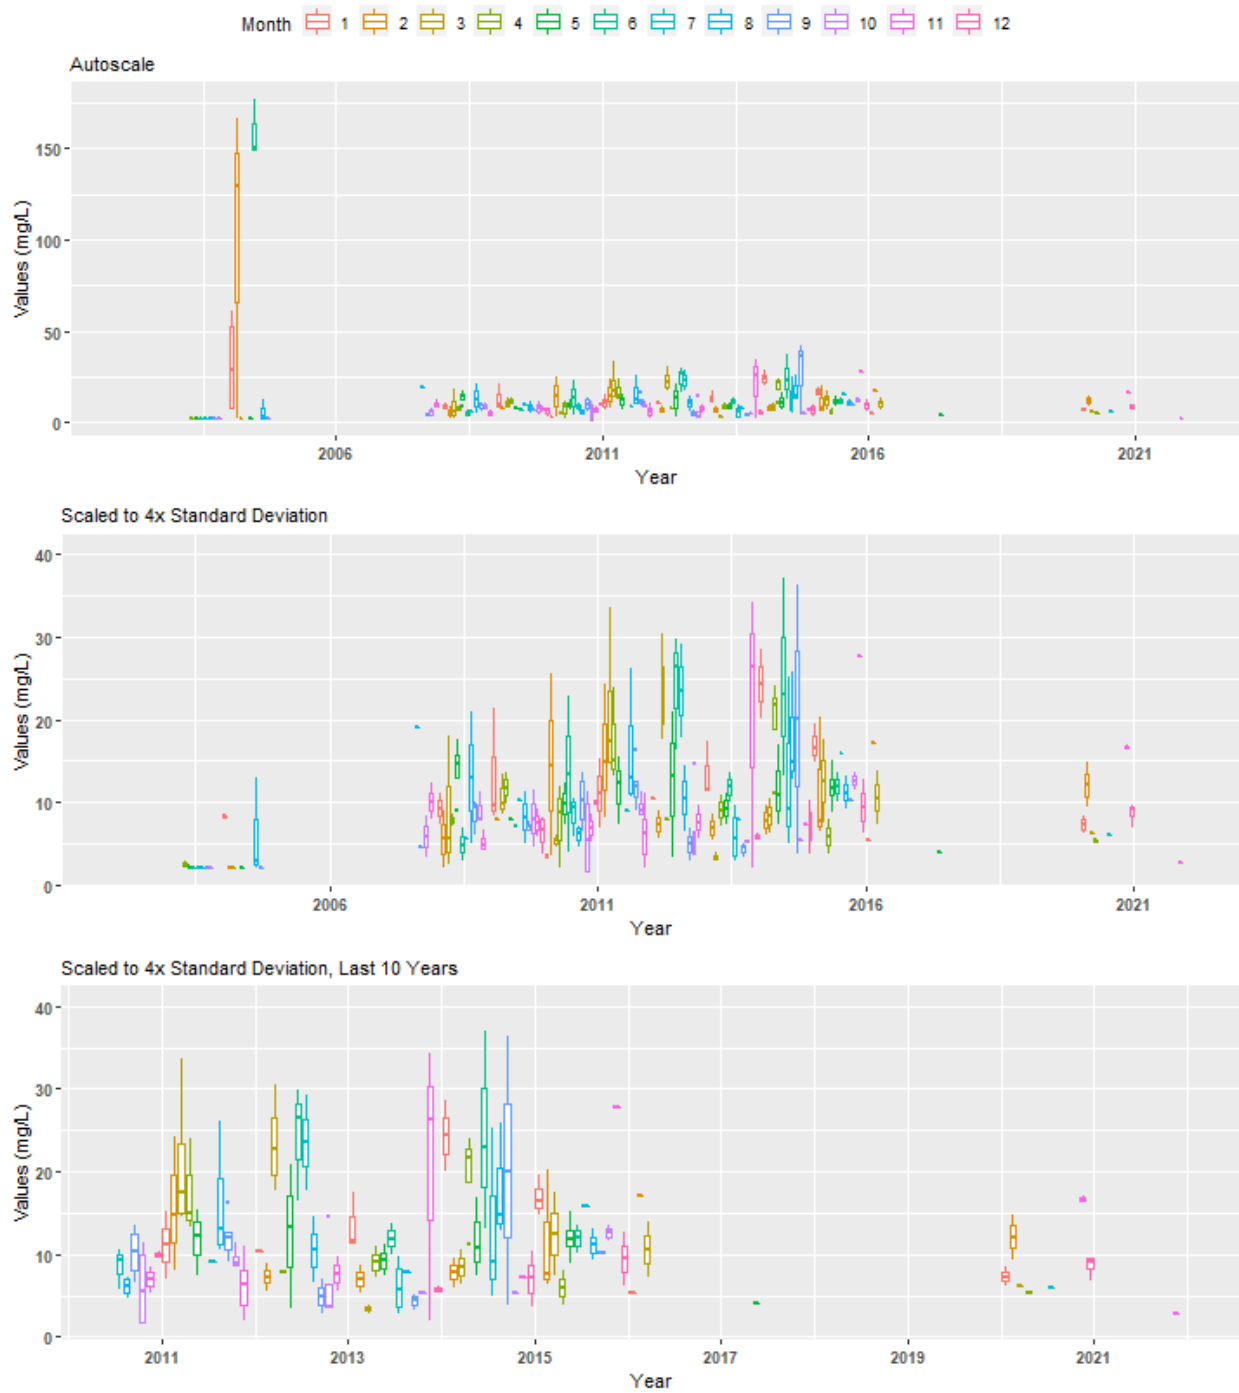 Month 1 2 3 4 5 6 7 8 9 10 11 12
Autoscale
Values (mg/L)
150
100
50
0
2006 2011 2016 2021
Year
Scaled to 4x Standard Deviation
Values (mg/L)
40
30
20
10
0
2006 2011 2016 2021
Year
Scaled to 4x Standard Deviation, Last 10 Years
Values (mg/L)
40
30
20
10
0
2011 2013 2015 2017 2019 2021
Year